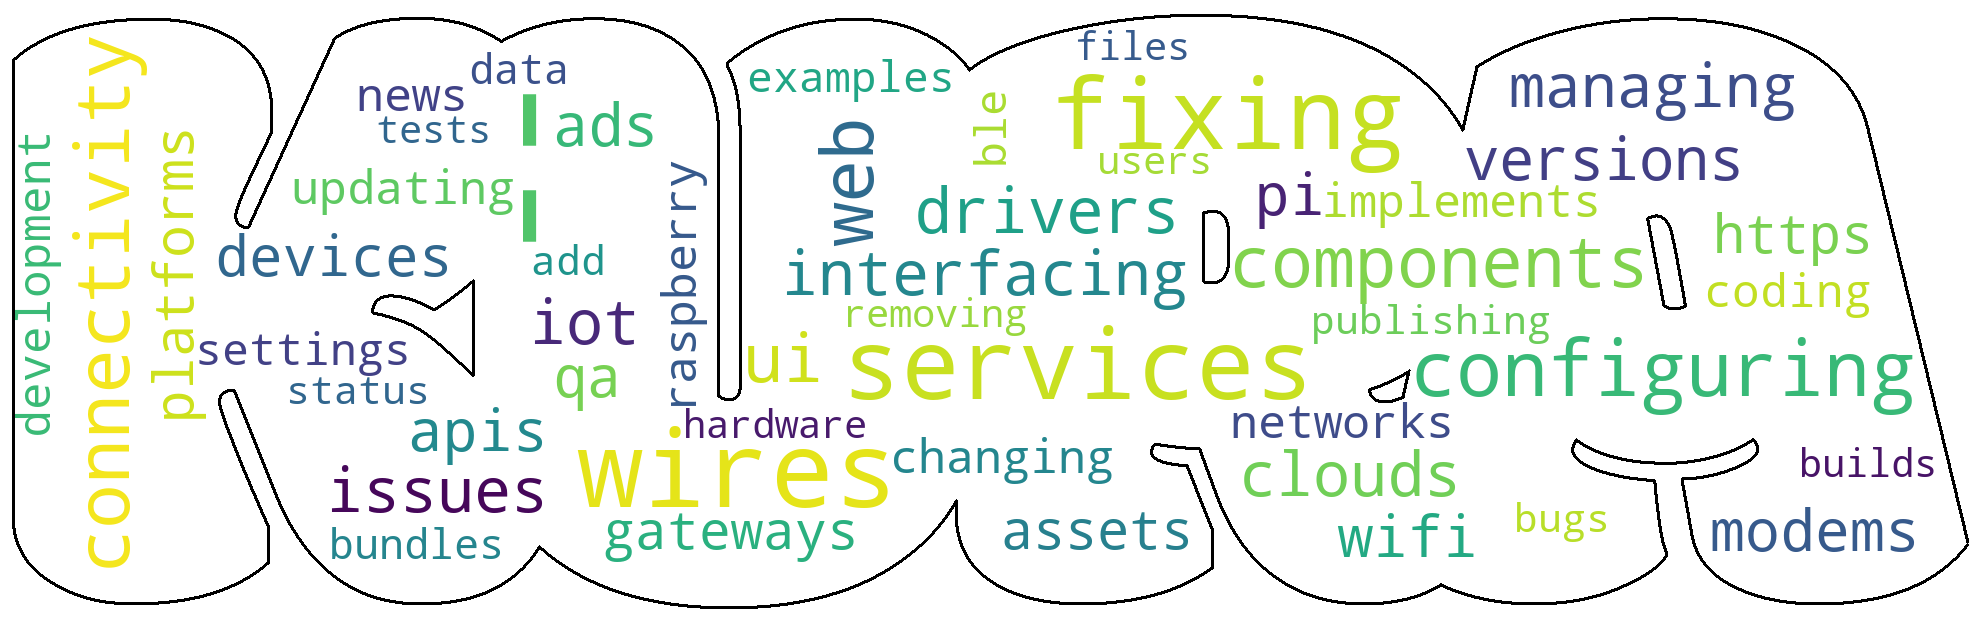 development
connectivity
platforms
news
data
tests
ads
updating
devices
add
iot
raspberry
settings
status
qa
apis
issues
bundles
wires
hardware
gateways
examples
web
ble
files
fixing
users
drivers
interfacing
removing
ui
services
changing
assets
pi
implements
components
publishing
configuring
networks
clouds
wifi
bugs
managing
versions
https
coding
builds
modems